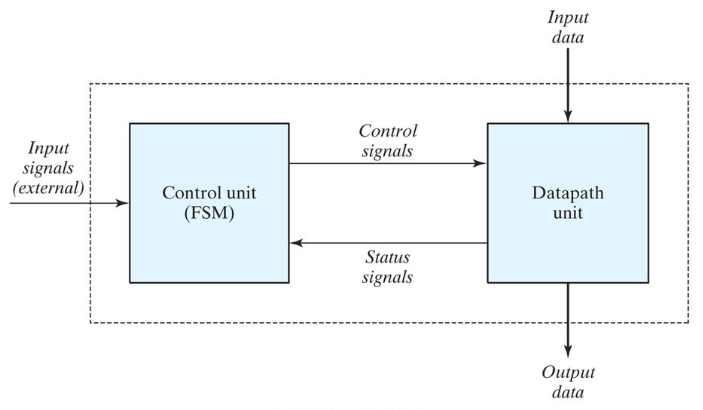 Input
data
Control
signals
Input
signals
(external)
Control unit
(FSM)
Datapath
unit
Status
signals
Output
data